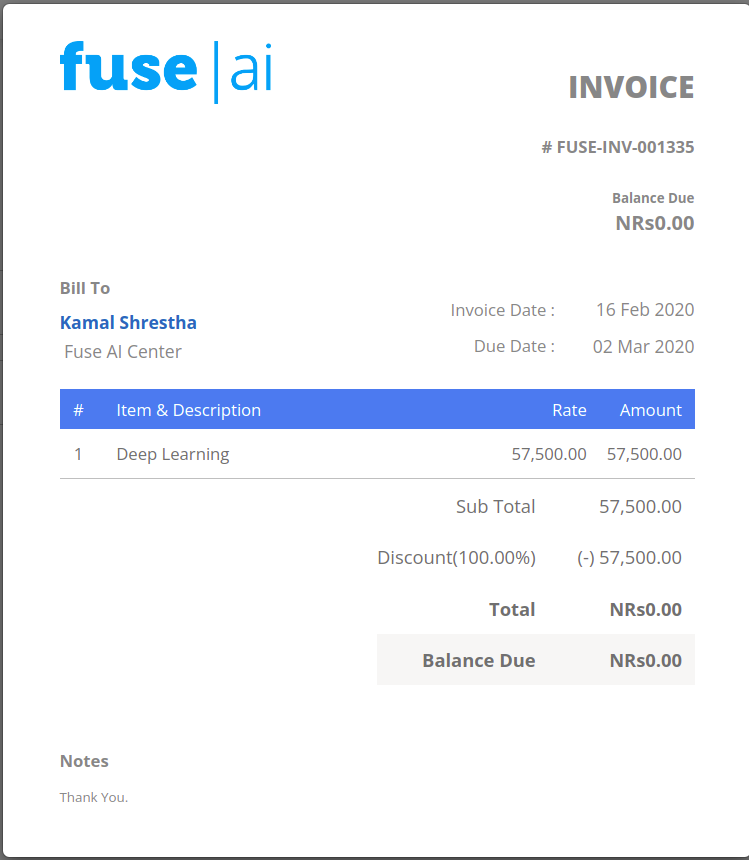 fuse|ai
INVOICE
# FUSE-INV-001335
Balance Due
NRs0.00
Bill To
Kamal Shrestha
Fuse AI Center
Invoice Date : 16 Feb 2020
Due Date : 02 Mar 2020
# Item & Description Rate Amount
1 Deep Learning 57,500.00 57,500.00
Sub Total 57,500.00
Discount(100.00%) (-) 57,500.00
Total NRs0.00
Balance Due NRs0.00
Notes
Thank You.